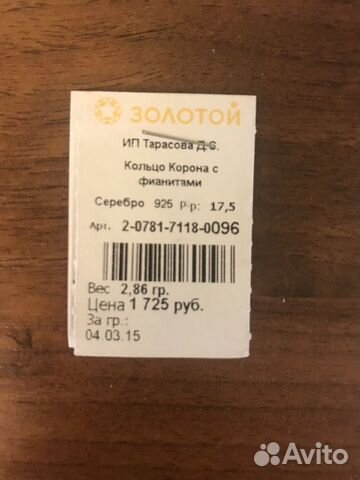 ЗОЛОТОЙ
ИП Тарасова Д.С.
Кольцо Корона с
фианитами
Серебро 925 Р-р: 17,5
Арт. 2-0781-7118-0096
Вес 2,86 гр.
Цена 1 725 руб.
За гр.:
04.03.15
Avito